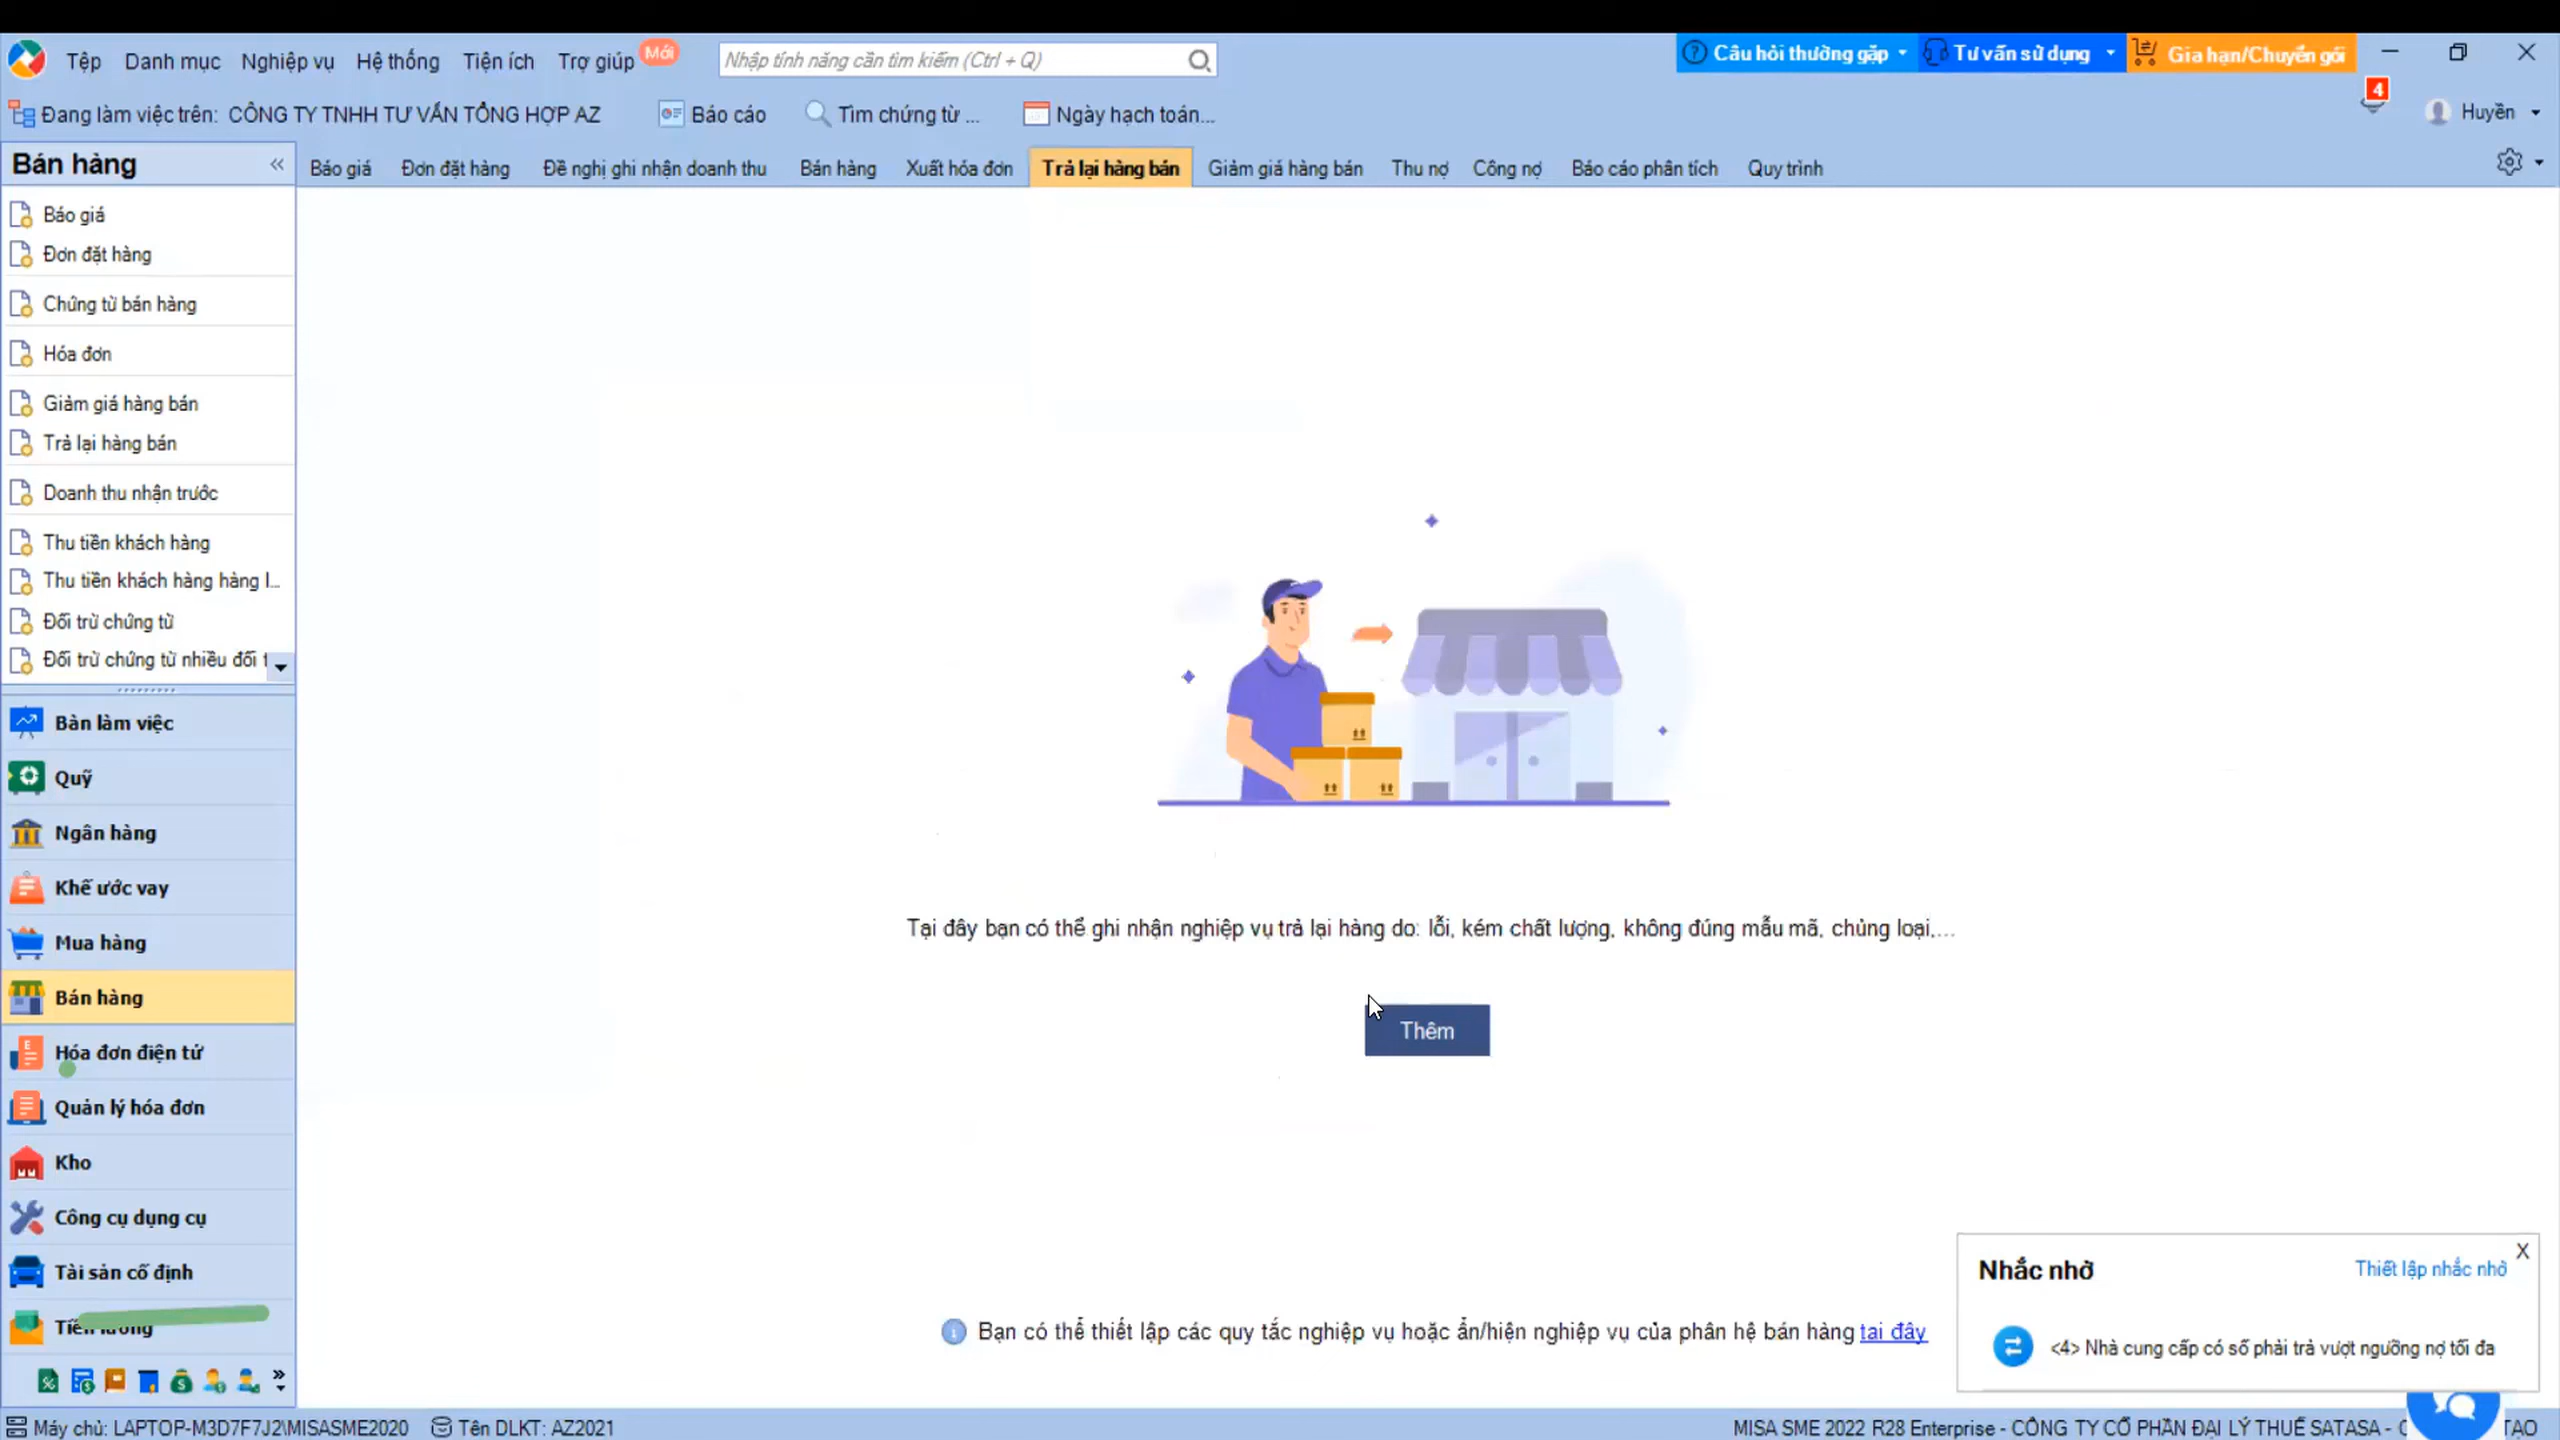 Tệp Danh mục Nghiệp vụ Hệ thống Tiện ích Trợ giúp Mới Nhập tính năng cần tìm kiếm (Ctrl + Q) Câu hỏi thường gặp Tư vấn sử dụng Gia hạn/Chuyển gói
4
Đang làm việc trên: CÔNG TY TNHH TƯ VẤN TỔNG HỢP AZ Báo cáo Tìm chứng từ ... Ngày hạch toán... Huyền
Bán hàng « Báo giá Đơn đặt hàng Đề nghị ghi nhận doanh thu Bán hàng Xuất hóa đơn Trả lại hàng bán Giảm giá hàng bán Thu nợ Công nợ Báo cáo phân tích Quy trình
Báo giá
Đơn đặt hàng
Chứng từ bán hàng
Hóa đơn
Giảm giá hàng bán
Trả lại hàng bán
Doanh thu nhận trước
Thu tiền khách hàng
Thu tiền khách hàng hàng l...
Đối trừ chứng từ
Đối trừ chứng từ nhiều đối t
Bàn làm việc
Quỹ
Ngân hàng
Khế ước vay
Mua hàng
Bán hàng
Hóa đơn điện tử
Quản lý hóa đơn
Kho
Công cụ dụng cụ
Tài sản cố định
Tiền lương
Tại đây bạn có thể ghi nhận nghiệp vụ trả lại hàng do: lỗi, kém chất lượng, không đúng mẫu mã, chủng loại,...
Thêm
Bạn có thể thiết lập các quy tắc nghiệp vụ hoặc ẩn/hiện nghiệp vụ của phân hệ bán hàng tại đây
Nhắc nhở Thiết lập nhắc nhở X
<4> Nhà cung cấp có số phải trả vượt ngưỡng nợ tối đa
Máy chủ: LAPTOP-M3D7F7J2\MISASME2020 Tên DLKT: AZ2021 MISA SME 2022 R28 Enterprise - CÔNG TY CỔ PHẦN ĐẠI LÝ THUẾ SATASA - TẠO